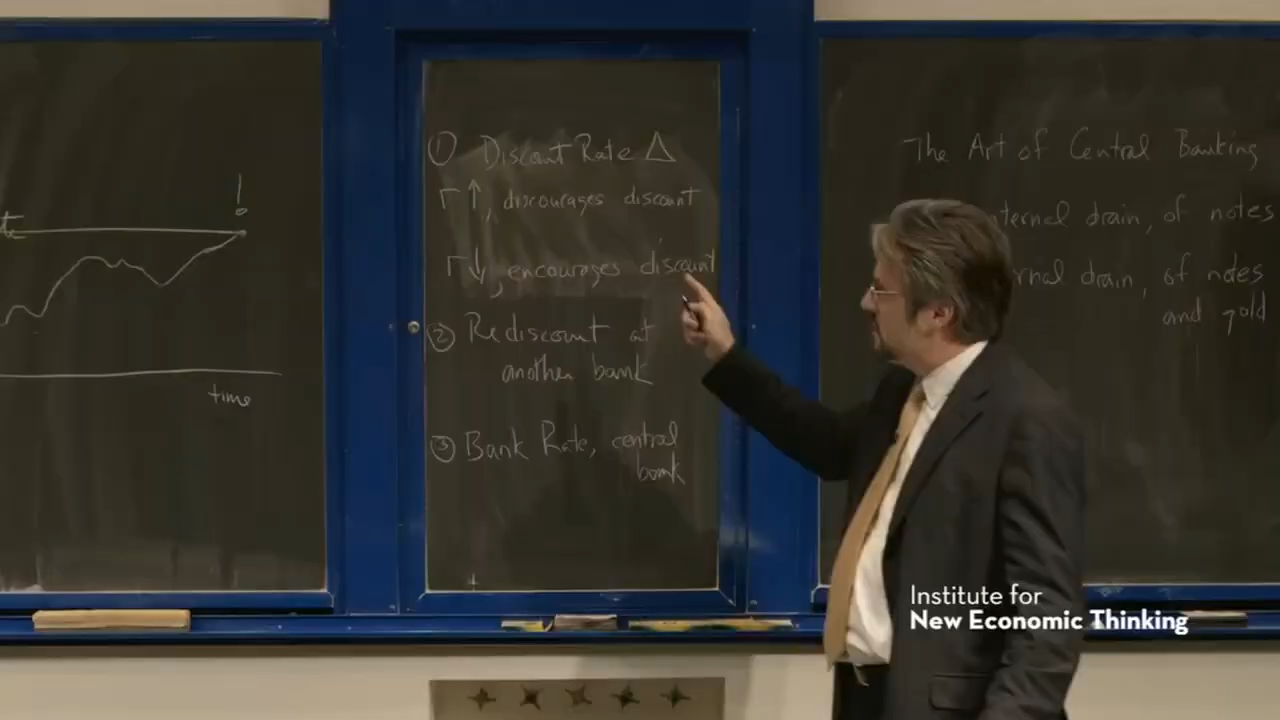 !
time
① Discount Rate Δ
r↑, discourages discount
r↓, encourages discount
② Rediscount at
another bank
③ Bank Rate, central
bank
The Art of Central Banking
drain, of notes
drain, of notes
and gold
Institute for
New Economic Thinking